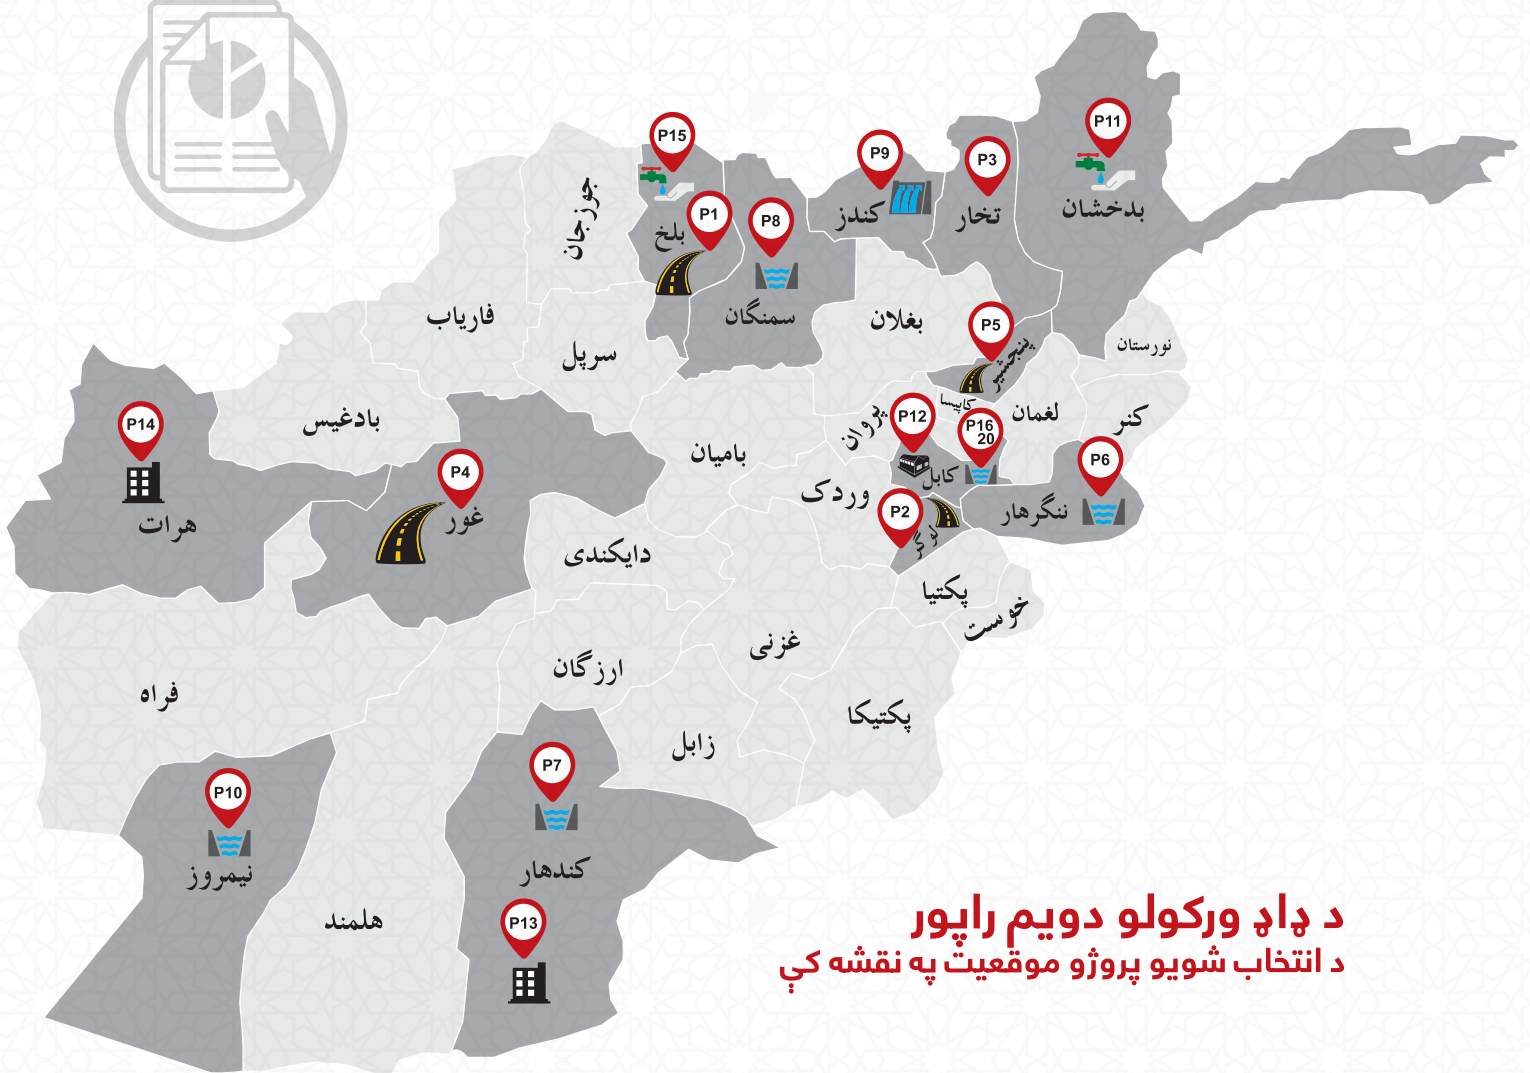 P15
P11
P9
P3
P1
P8
جوزجان
بلخ
کندز
تخار
بدخشان
فاریاب
سمنگان
بغلان
P5
پنجشیر
نورستان
سرپل
P14
بادغیس
P4
بامیان
پروان
P12
کاپیسا
P16
20
لغمان
کنر
P6
هرات
غور
وردک
کابل
ننگرهار
P2
لوگر
دایکندی
پکتیا
خوست
فراه
ارزگان
غزنی
پکتیکا
زابل
P10
P7
نیمروز
کندهار
هلمند
P13
د ډاډ ورکولو دویم راپور
د انتخاب شویو پروژو موقعیت په نقشه کې